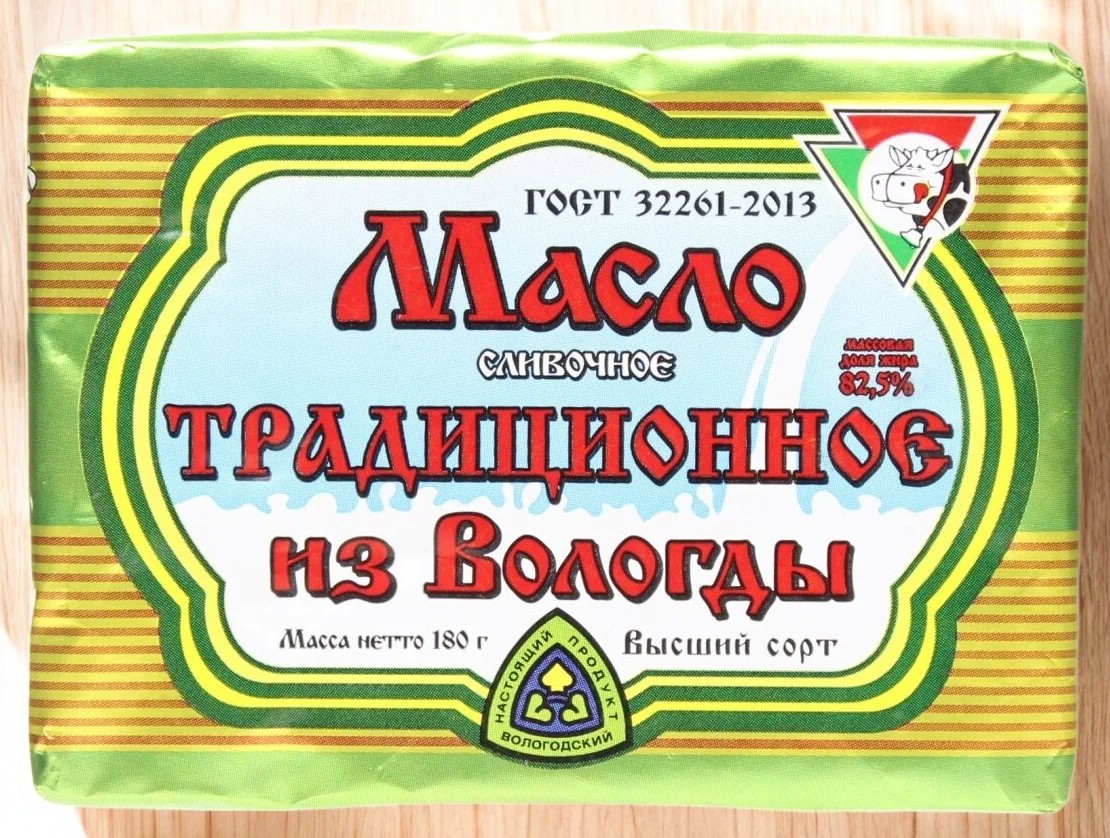 ГОСТ 32261-2013
Масло
сливочное
массовая
доля жира
82,5%
традиционное
из Вологды
Масса нетто 180 г
Высший сорт
НАСТОЯЩИЙ ПРОДУКТ
ВОЛОГОДСКИЙ